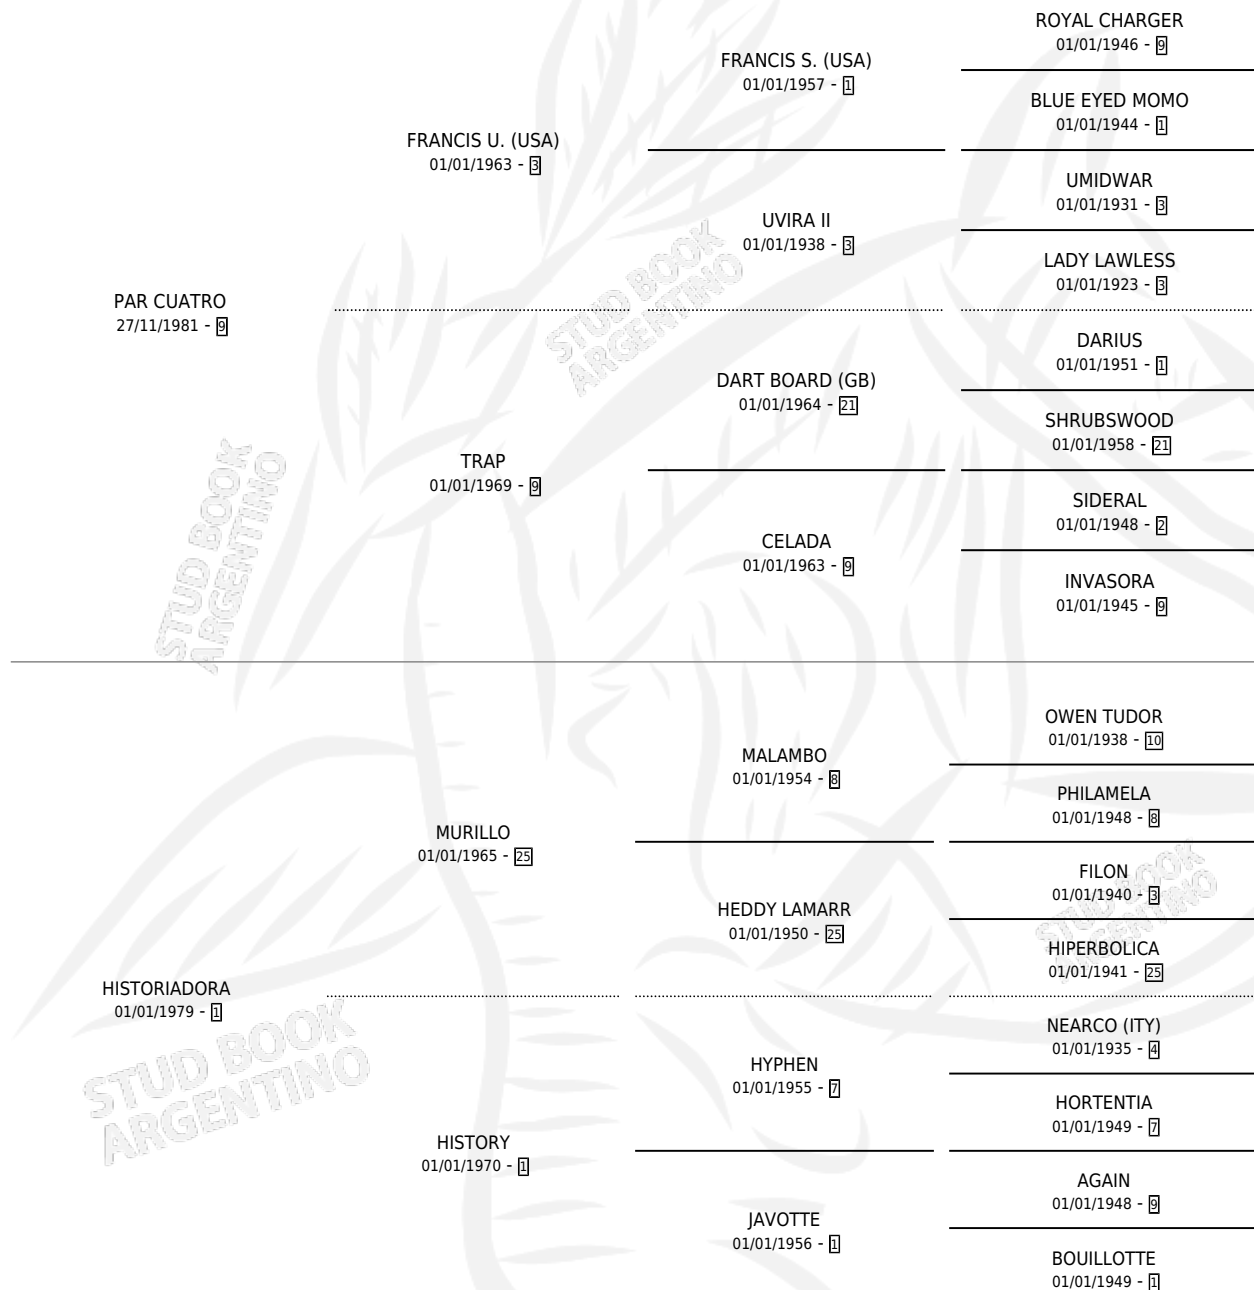 ROYAL CHARGER
01/01/1946 - 9
FRANCIS S. (USA)
01/01/1957 - 1
BLUE EYED MOMO
01/01/1944 - 1
FRANCIS U. (USA)
01/01/1963 - 3
UMIDWAR
01/01/1931 - 3
UVIRA II
01/01/1938 - 3
LADY LAWLESS
01/01/1923 - 3
PAR CUATRO
27/11/1981 - 9
DARIUS
01/01/1951 - 1
DART BOARD (GB)
01/01/1964 - 21
SHRUBSWOOD
01/01/1958 - 21
TRAP
01/01/1969 - 9
SIDERAL
01/01/1948 - 2
CELADA
01/01/1963 - 9
INVASORA
01/01/1945 - 9
OWEN TUDOR
01/01/1938 - 10
MALAMBO
01/01/1954 - 8
PHILAMELA
01/01/1948 - 8
MURILLO
01/01/1965 - 25
FILON
01/01/1940 - 3
HEDDY LAMARR
01/01/1950 - 25
HIPERBOLICA
01/01/1941 - 25
HISTORIADORA
01/01/1979 - 1
NEARCO (ITY)
01/01/1935 - 4
HYPHEN
01/01/1955 - 7
HORTENTIA
01/01/1949 - 7
HISTORY
01/01/1970 - 1
AGAIN
01/01/1948 - 9
JAVOTTE
01/01/1956 - 1
BOUILLOTTE
01/01/1949 - 1
STUD BOOK
ARGENTINO
STUD BOOK
ARGENTINO
STUD BOOK
ARGENTINO
STUD BOOK
ARGENTINO